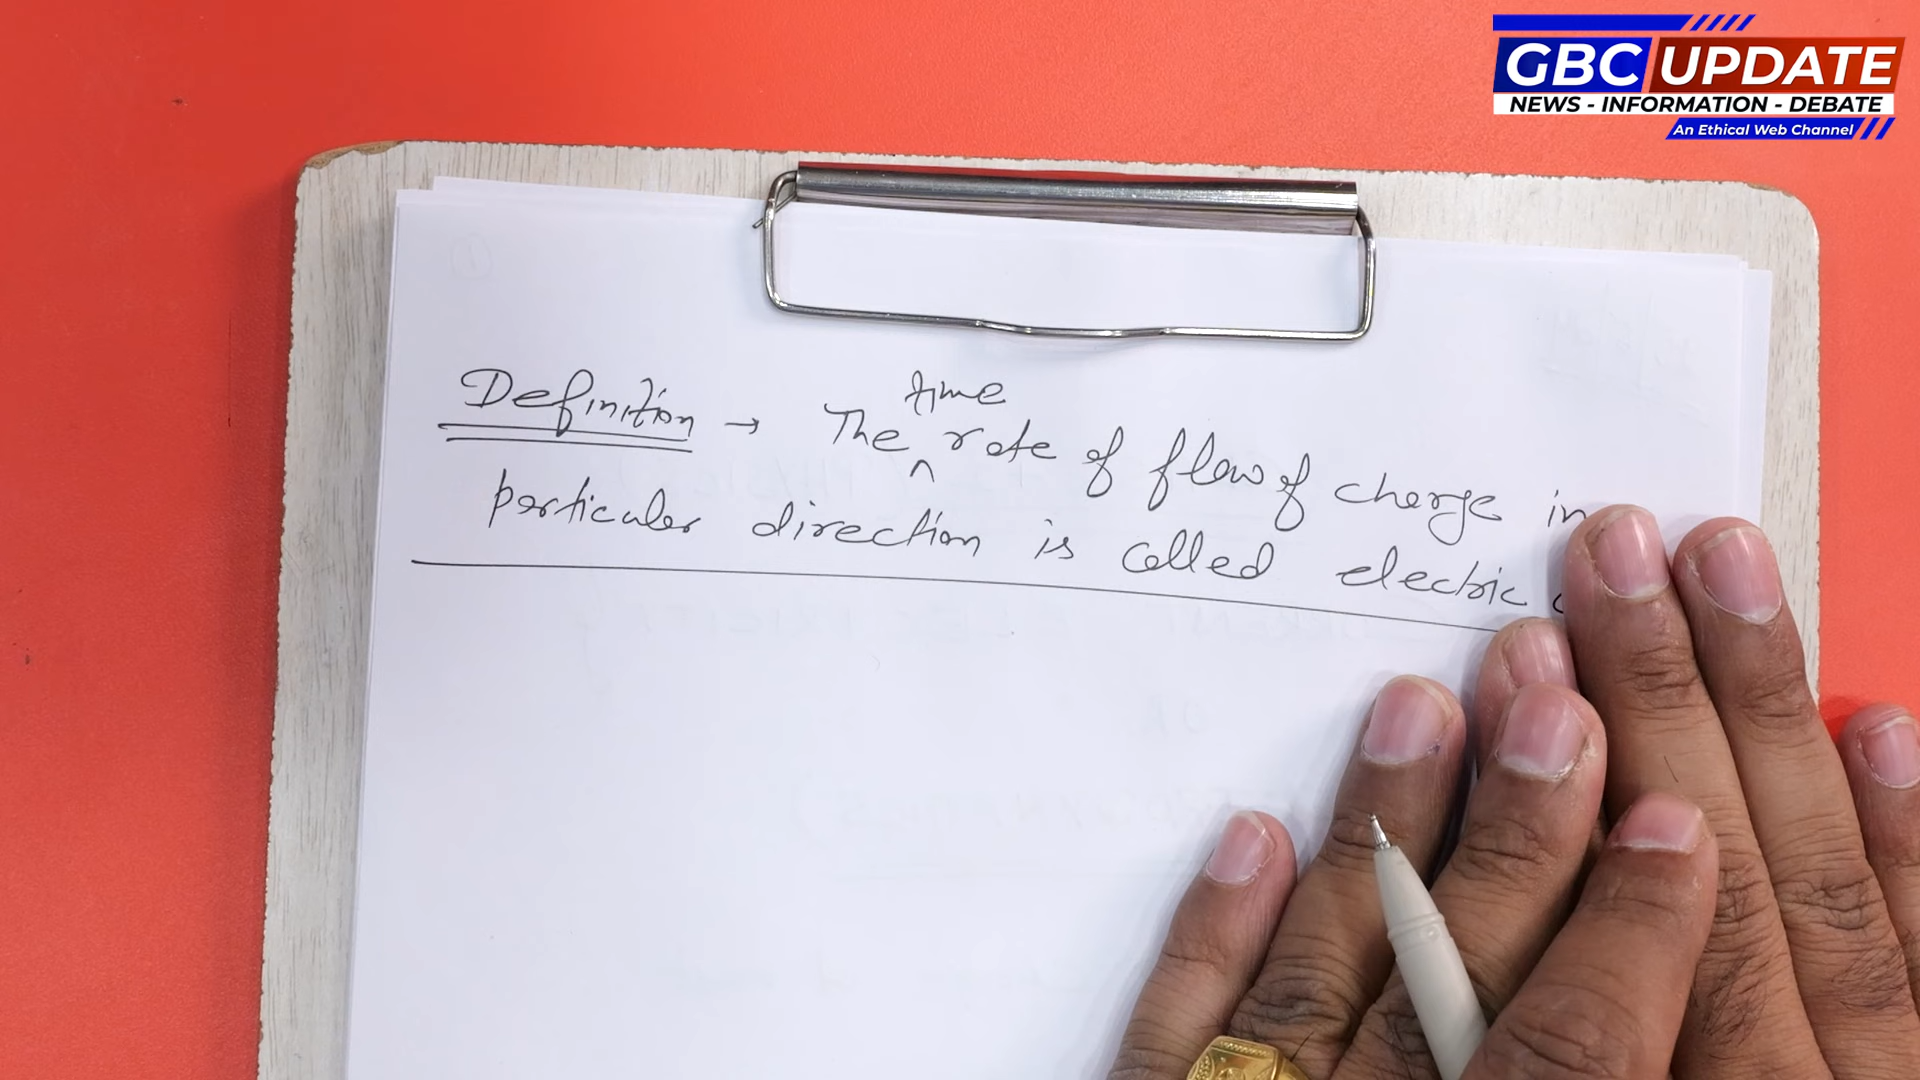 GBC UPDATE
NEWS - INFORMATION - DEBATE
An Ethical Web Channel
time
Definition → The ^ rate of flow of charge in
particular direction is called electric